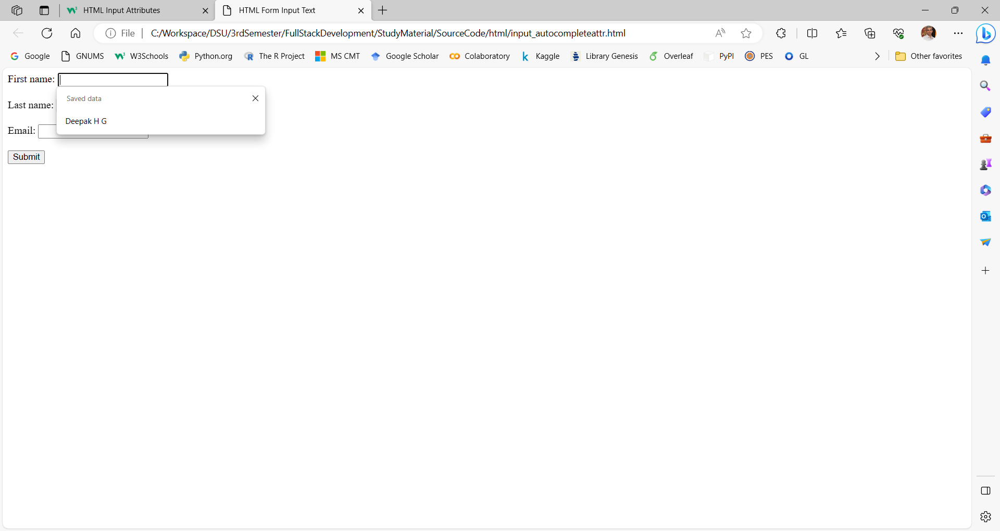 HTML Input Attributes
HTML Form Input Text
File
C:/Workspace/DSU/3rdSemester/FullStackDevelopment/StudyMaterial/SourceCode/html/input_autocompleteattr.html
Google GNUMS W3Schools Python.org The R Project MS CMT Google Scholar Colaboratory Kaggle Library Genesis Overleaf PyPI PES GL Other favorites
First name:
Saved data
Last name:
Deepak H G
Email:
Submit